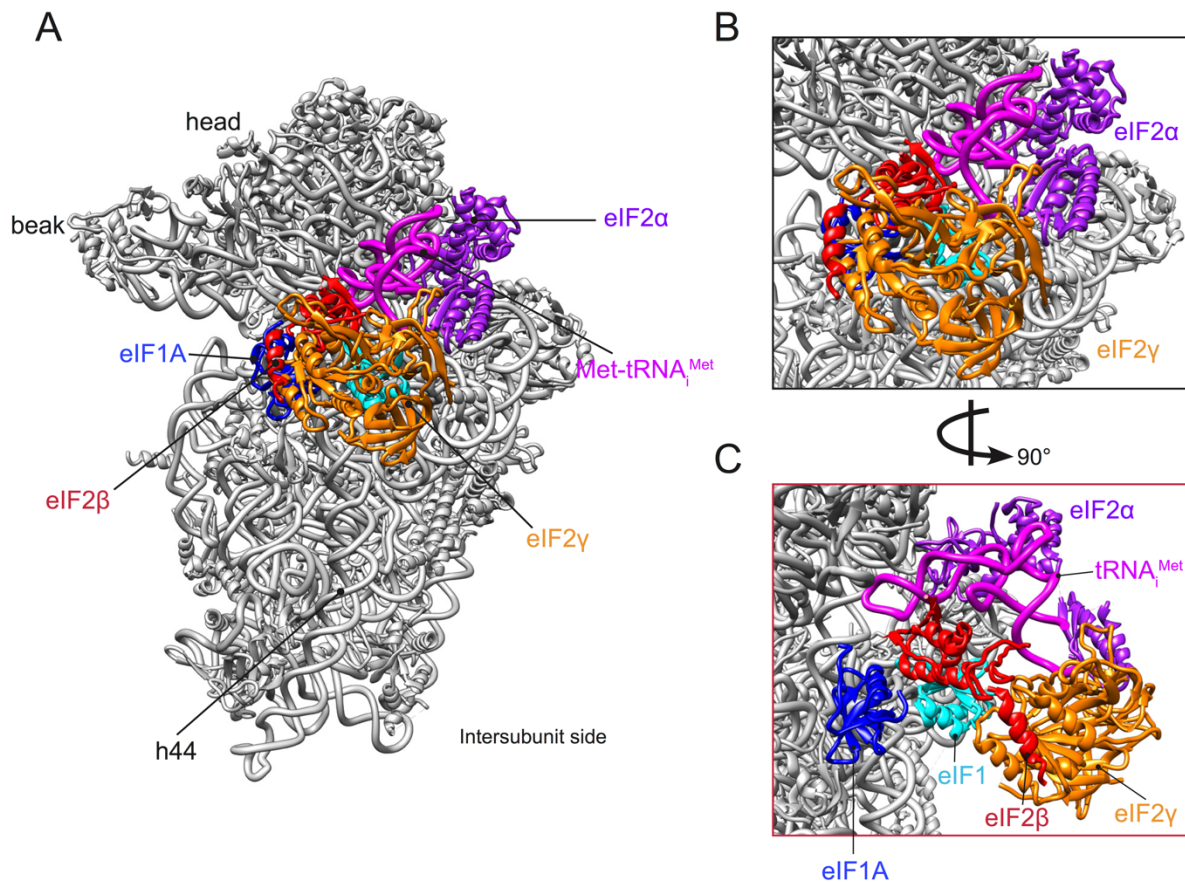 A
head
beak
eIF2α
eIF1A
Met-tRNAᵢᴹᵉᵗ
eIF2β
eIF2γ
h44
Intersubunit side
B
eIF2α
eIF2γ
90°
C
eIF2α
tRNAᵢᴹᵉᵗ
eIF1
eIF2β
eIF2γ
eIF1A